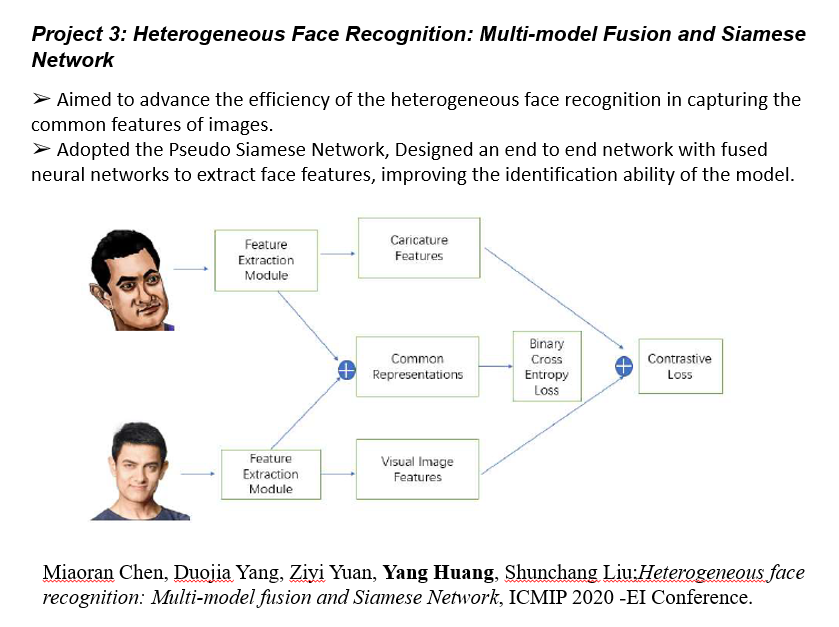 Project 3: Heterogeneous Face Recognition: Multi-model Fusion and Siamese
Network
➢ Aimed to advance the efficiency of the heterogeneous face recognition in capturing the
common features of images.
➢ Adopted the Pseudo Siamese Network, Designed an end to end network with fused
neural networks to extract face features, improving the identification ability of the model.
Feature
Extraction
Module
Caricature
Features
Common
Representations
Binary
Cross
Entropy
Loss
Contrastive
Loss
Feature
Extraction
Module
Visual Image
Features
Miaoran Chen, Duojia Yang, Ziyi Yuan, Yang Huang, Shunchang Liu:Heterogeneous face
recognition: Multi-model fusion and Siamese Network, ICMIP 2020 -EI Conference.